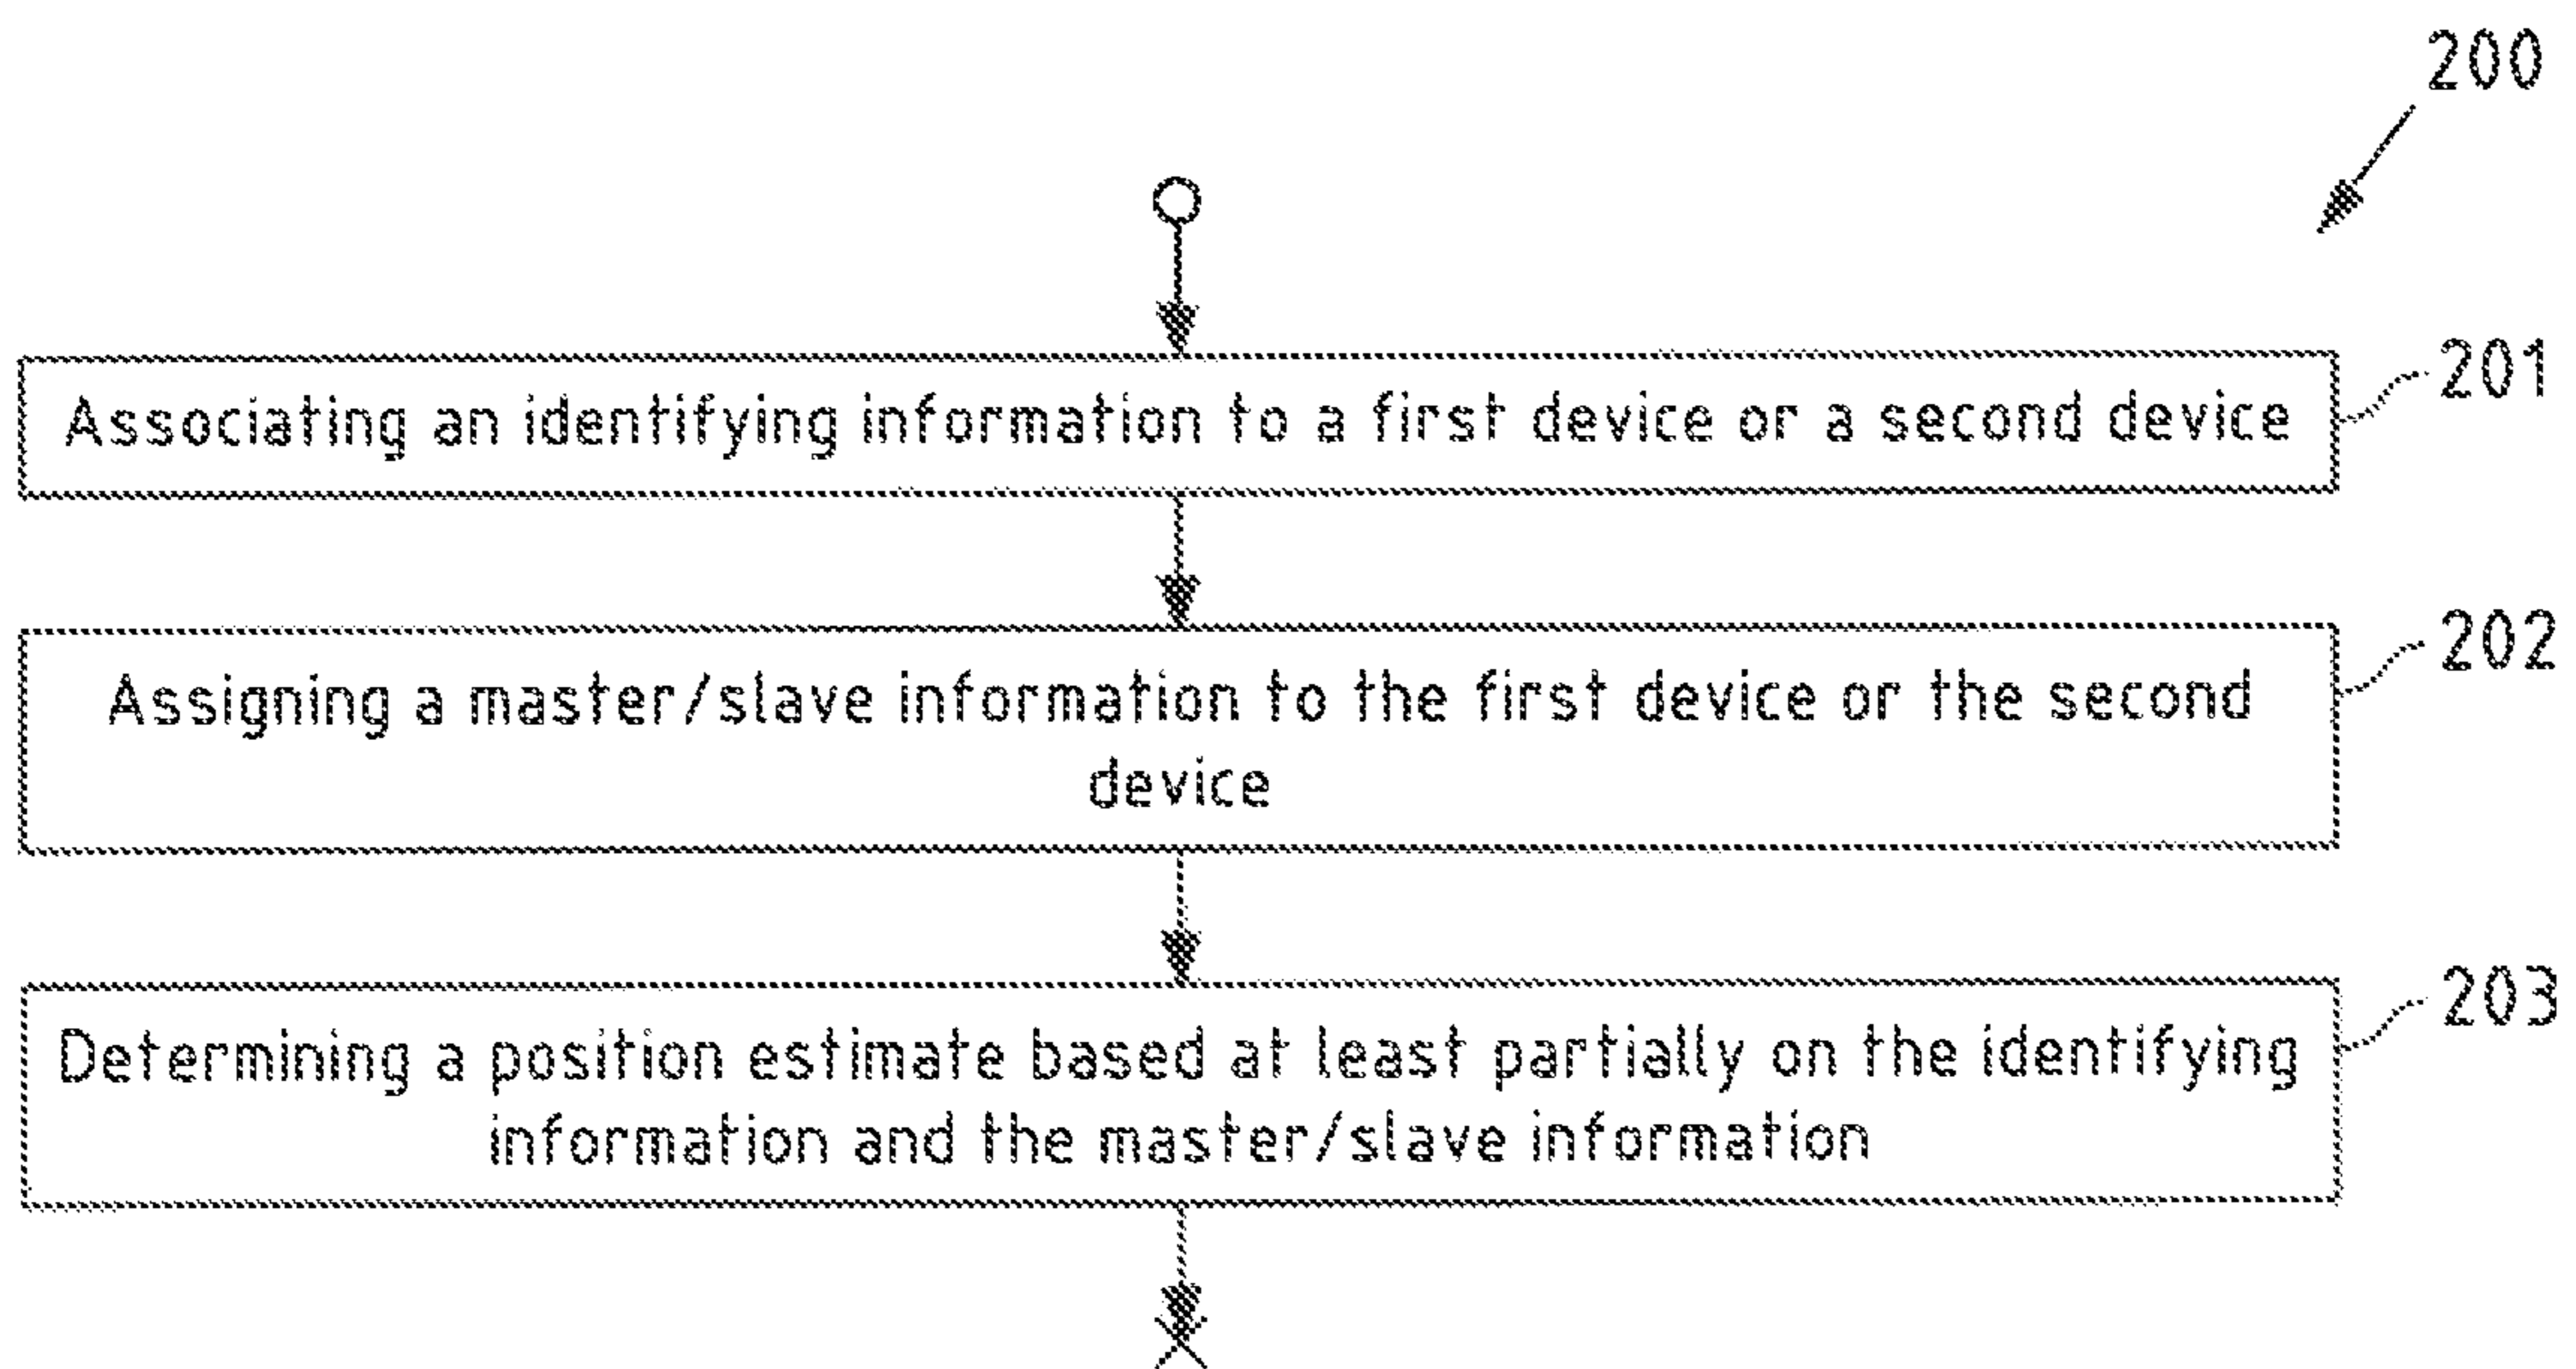 200
Associating an identifying information to a first device or a second device
201
Assigning a master/slave information to the first device or the second
device
202
Determining a position estimate based at least partially on the identifying
information and the master/slave information
203